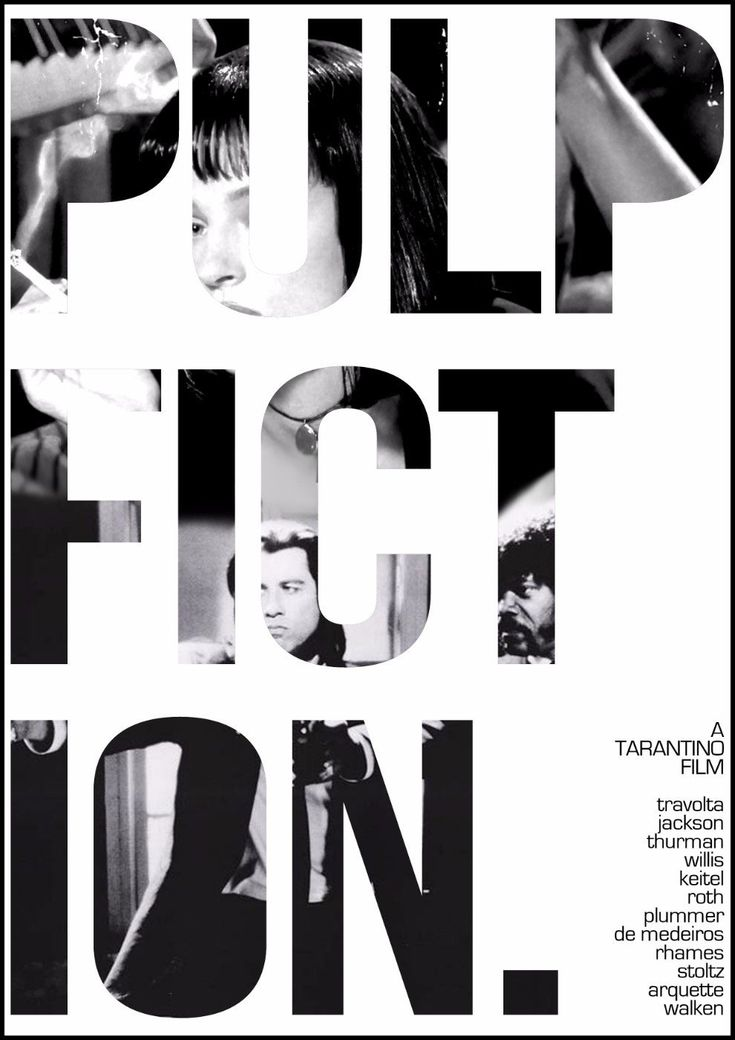 PULP
FICT
ION.
A
TARANTINO
FILM
travolta
jackson
thurman
willis
keitel
roth
plummer
de medeiros
rhames
stoltz
arquette
walken